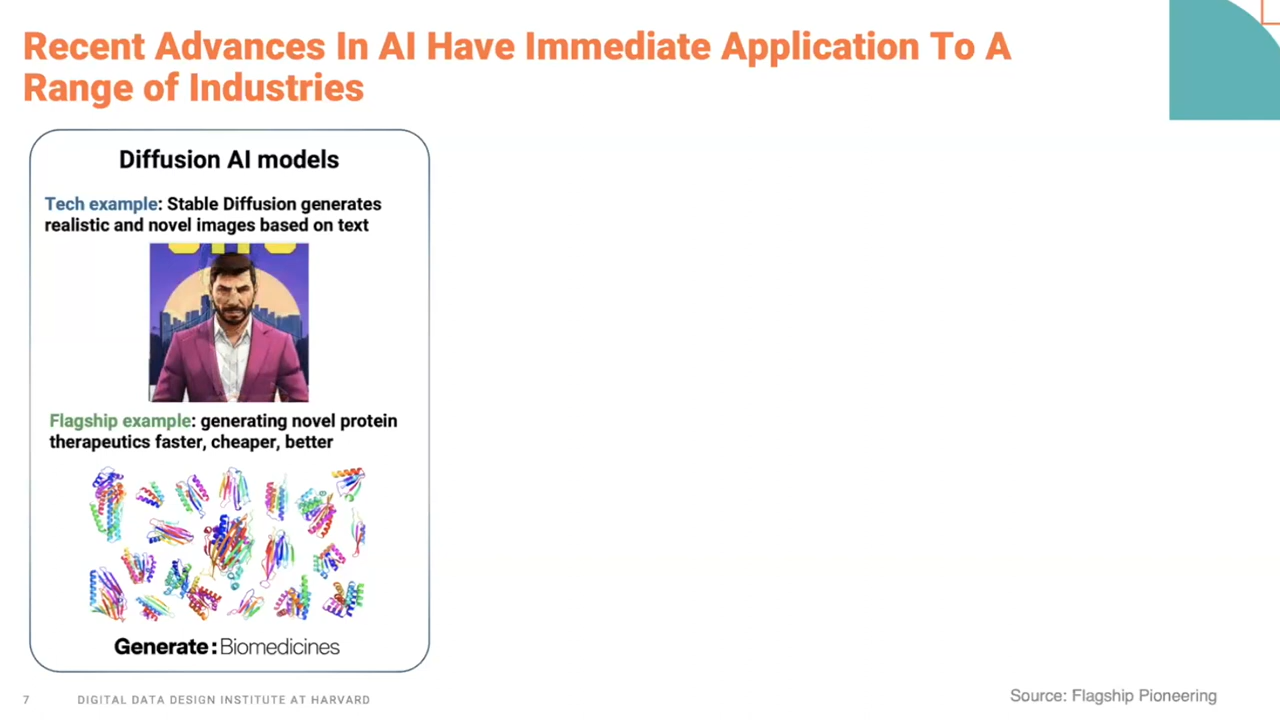 Recent Advances In AI Have Immediate Application To A
Range of Industries
Diffusion AI models
Tech example: Stable Diffusion generates
realistic and novel images based on text
Flagship example: generating novel protein
therapeutics faster, cheaper, better
Generate:Biomedicines
7 DIGITAL DATA DESIGN INSTITUTE AT HARVARD
Source: Flagship Pioneering